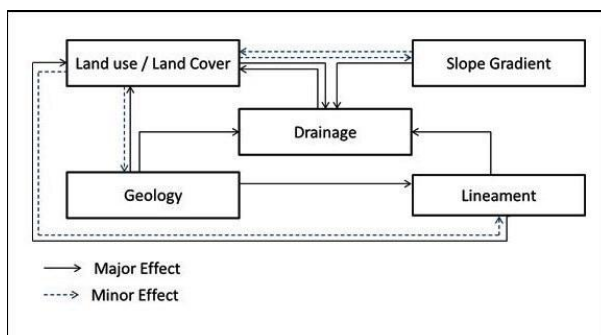 Land use / Land Cover
Slope Gradient
Drainage
Geology
Lineament
Major Effect
Minor Effect